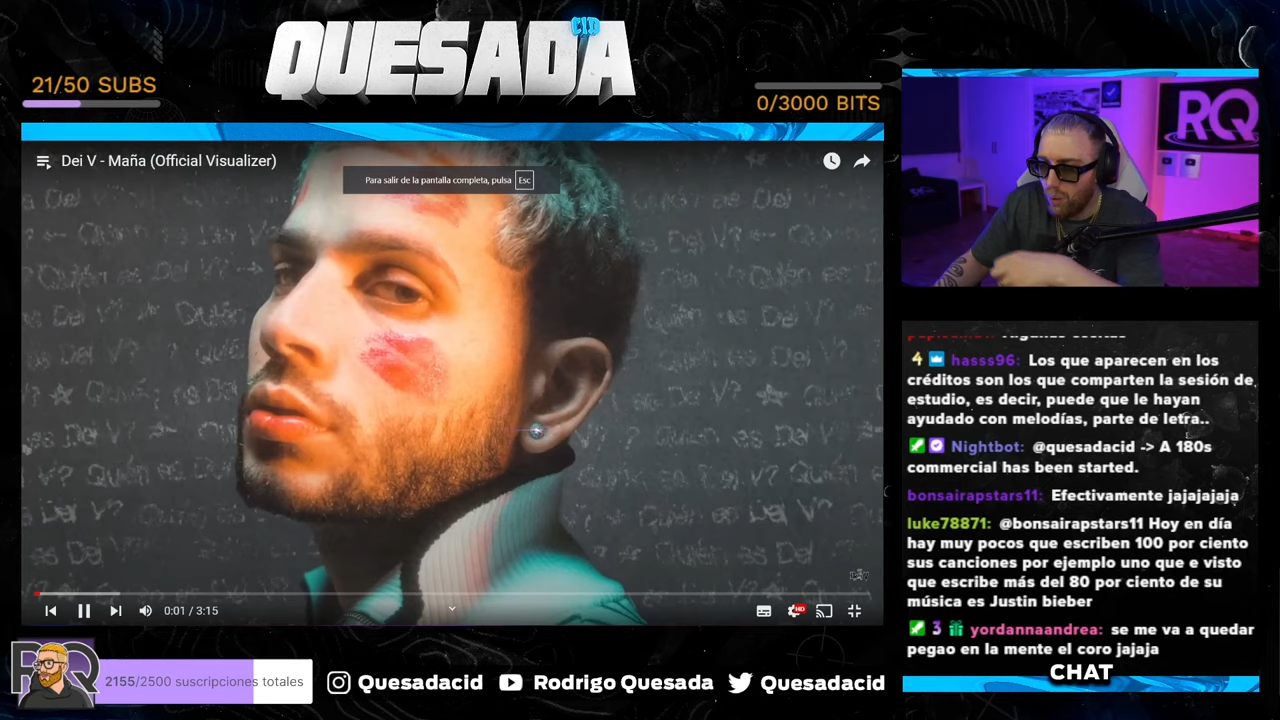 QUESADA
CID
21/50 SUBS
0/3000 BITS
Dei V - Maña (Official Visualizer)
Para salir de la pantalla completa, pulsa Esc
Quién es Dei V?
RQ
0:01 / 3:15
HD
4 hasss96: Los que aparecen en los
créditos son los que comparten la sesión de
estudio, es decir, puede que le hayan
ayudado con melodías, parte de letra..
Nightbot: @quesadacid -> A 180s
commercial has been started.
bonsairapstars11: Efectivamente jajajajaja
luke78871: @bonsairapstars11 Hoy en día
hay muy pocos que escriben 100 por ciento
sus canciones por ejemplo uno que e visto
que escribe más del 80 por ciento de su
música es Justin bieber
3 yordannaandrea: se me va a quedar
pegao en la mente el coro jajaja
CHAT
RQ
2155/2500 suscripciones totales
Quesadacid
Rodrigo Quesada
Quesadacid